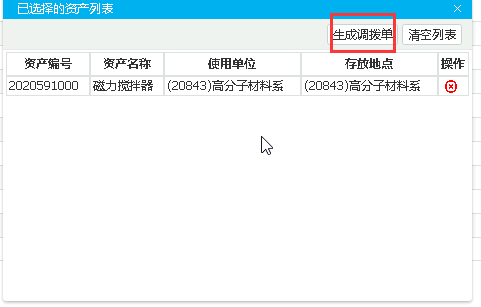 已选择的资产列表
生成调拨单 清空列表
资产编号 资产名称 使用单位 存放地点 操作
2020591000 磁力搅拌器 (20843)高分子材料系 (20843)高分子材料系